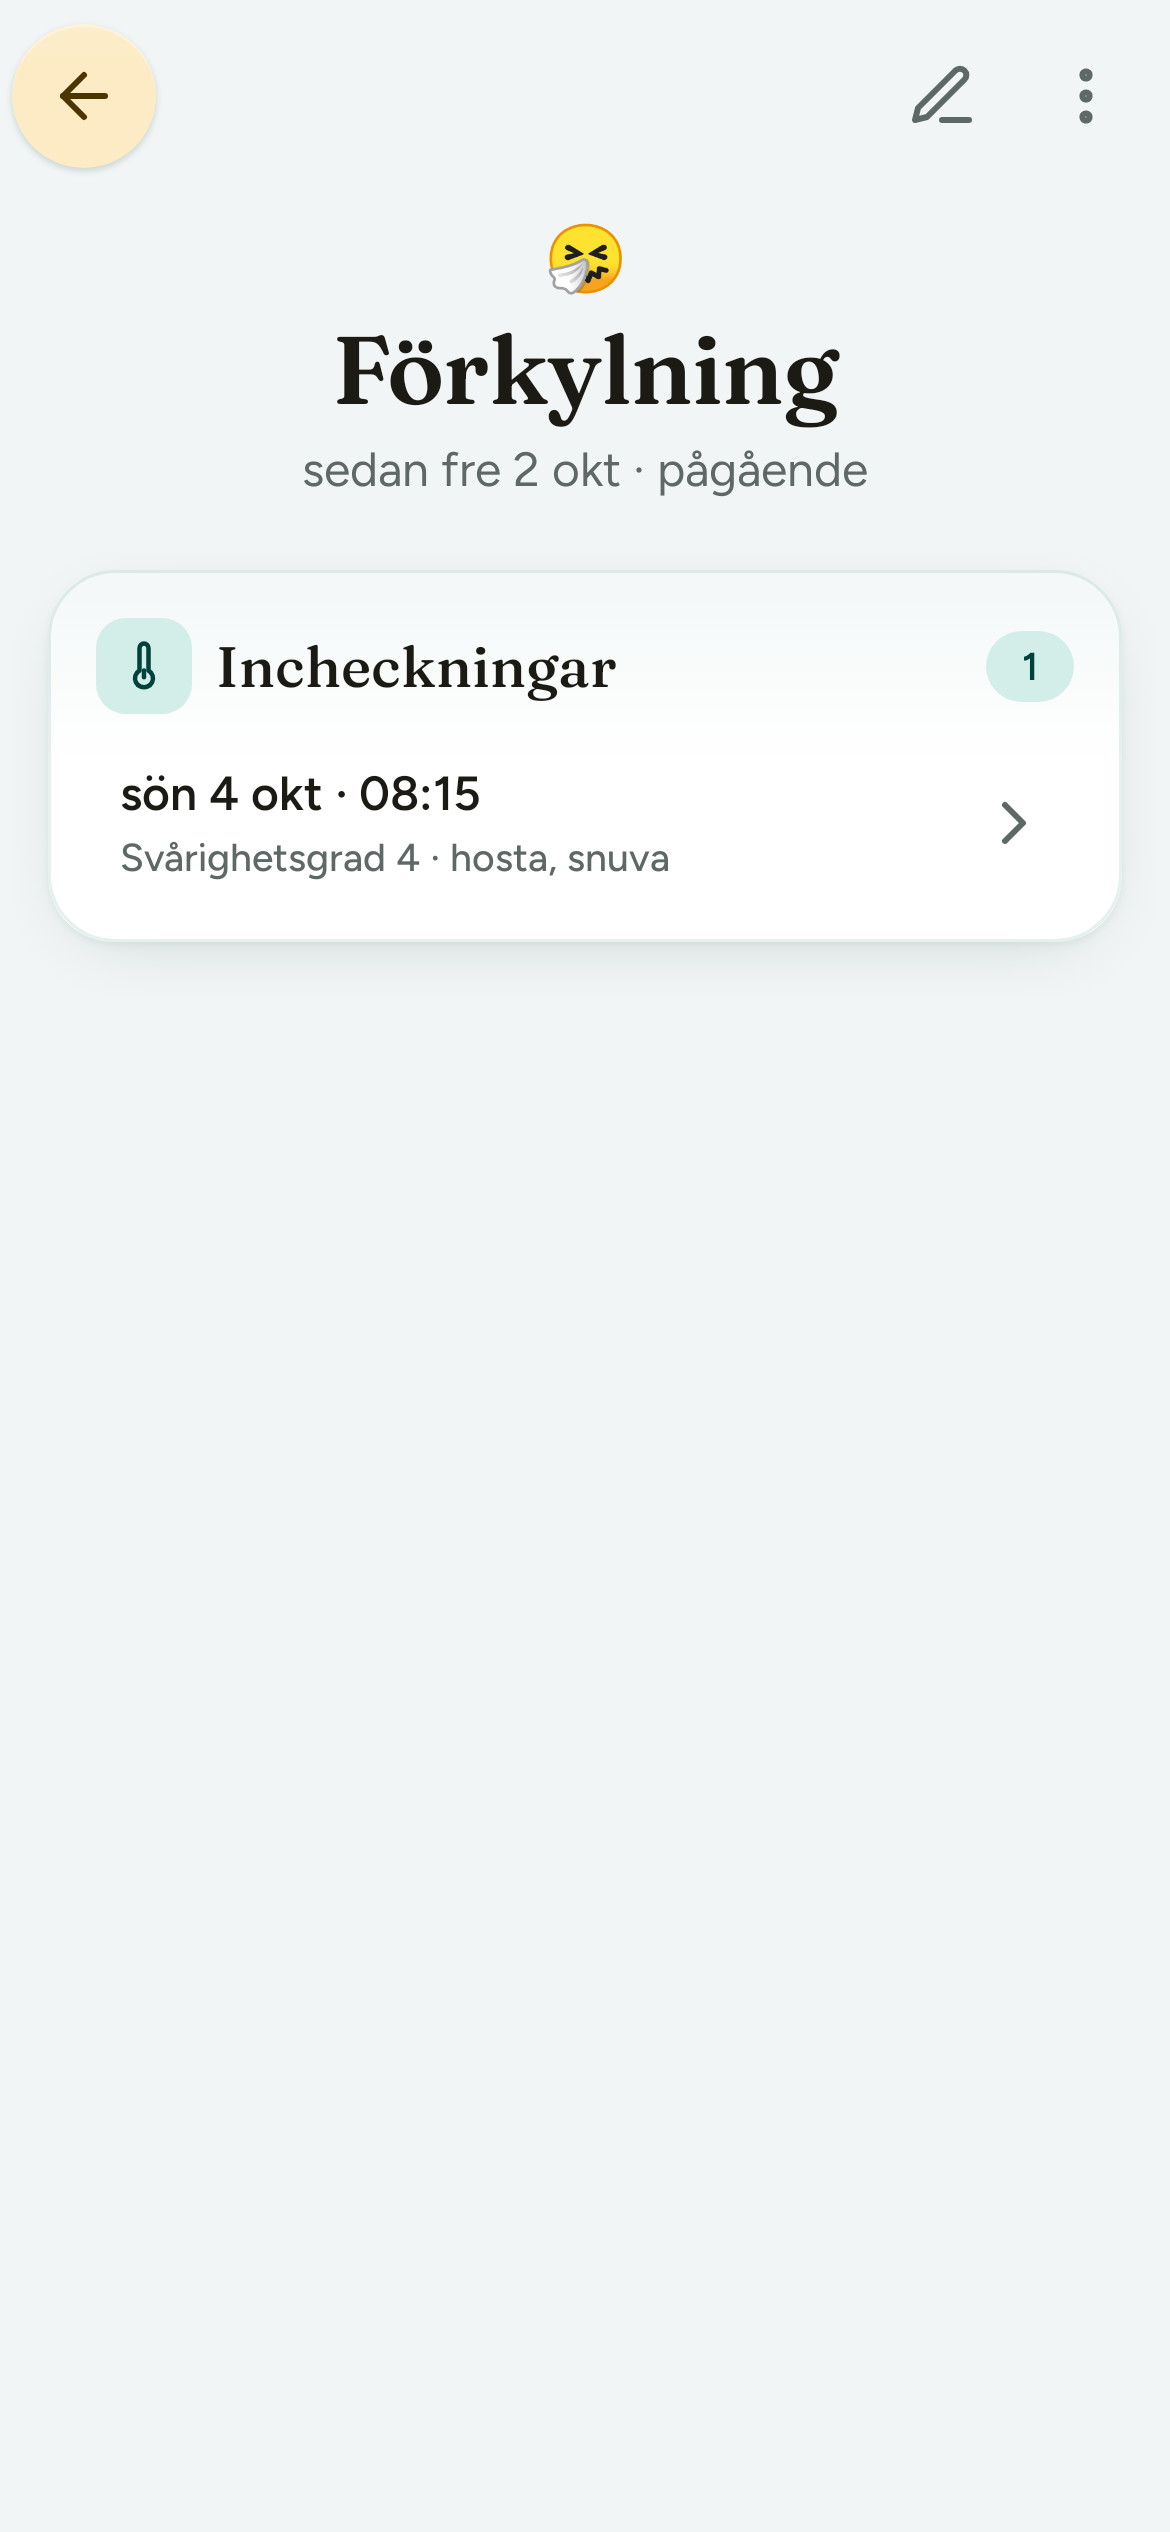 Förkylning
sedan fre 2 okt · pågående
Incheckningar
1
sön 4 okt · 08:15
Svårighetsgrad 4 · hosta, snuva